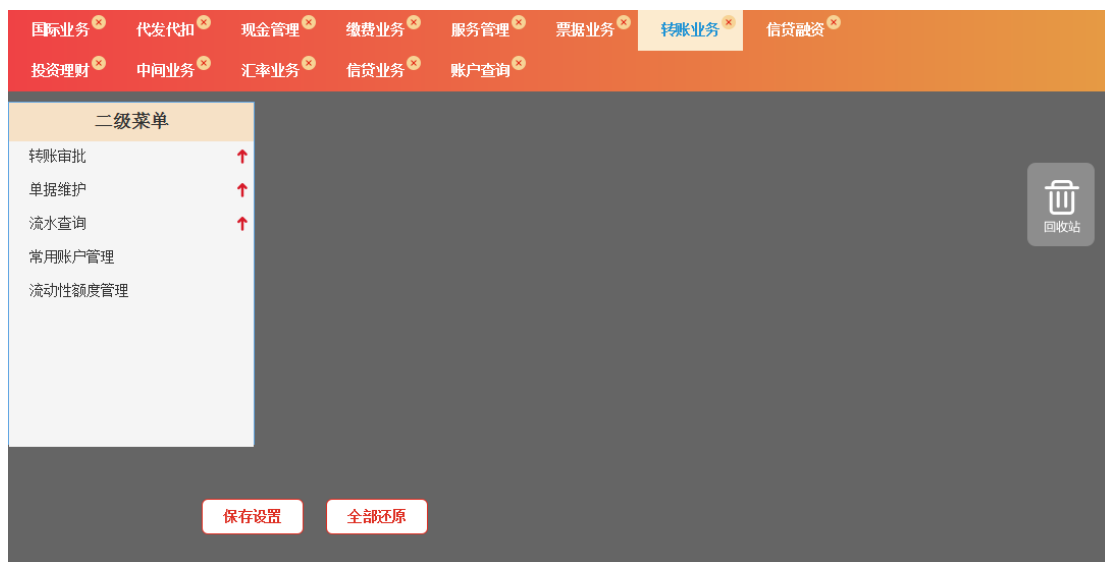 国际业务 代发代扣 现金管理 缴费业务 服务管理 票据业务 转账业务 信贷融资
投资理财 中间业务 汇率业务 信贷业务 账户查询
二级菜单
转账审批
单据维护
流水查询
常用账户管理
流动性额度管理
回收站
保存设置 全部还原